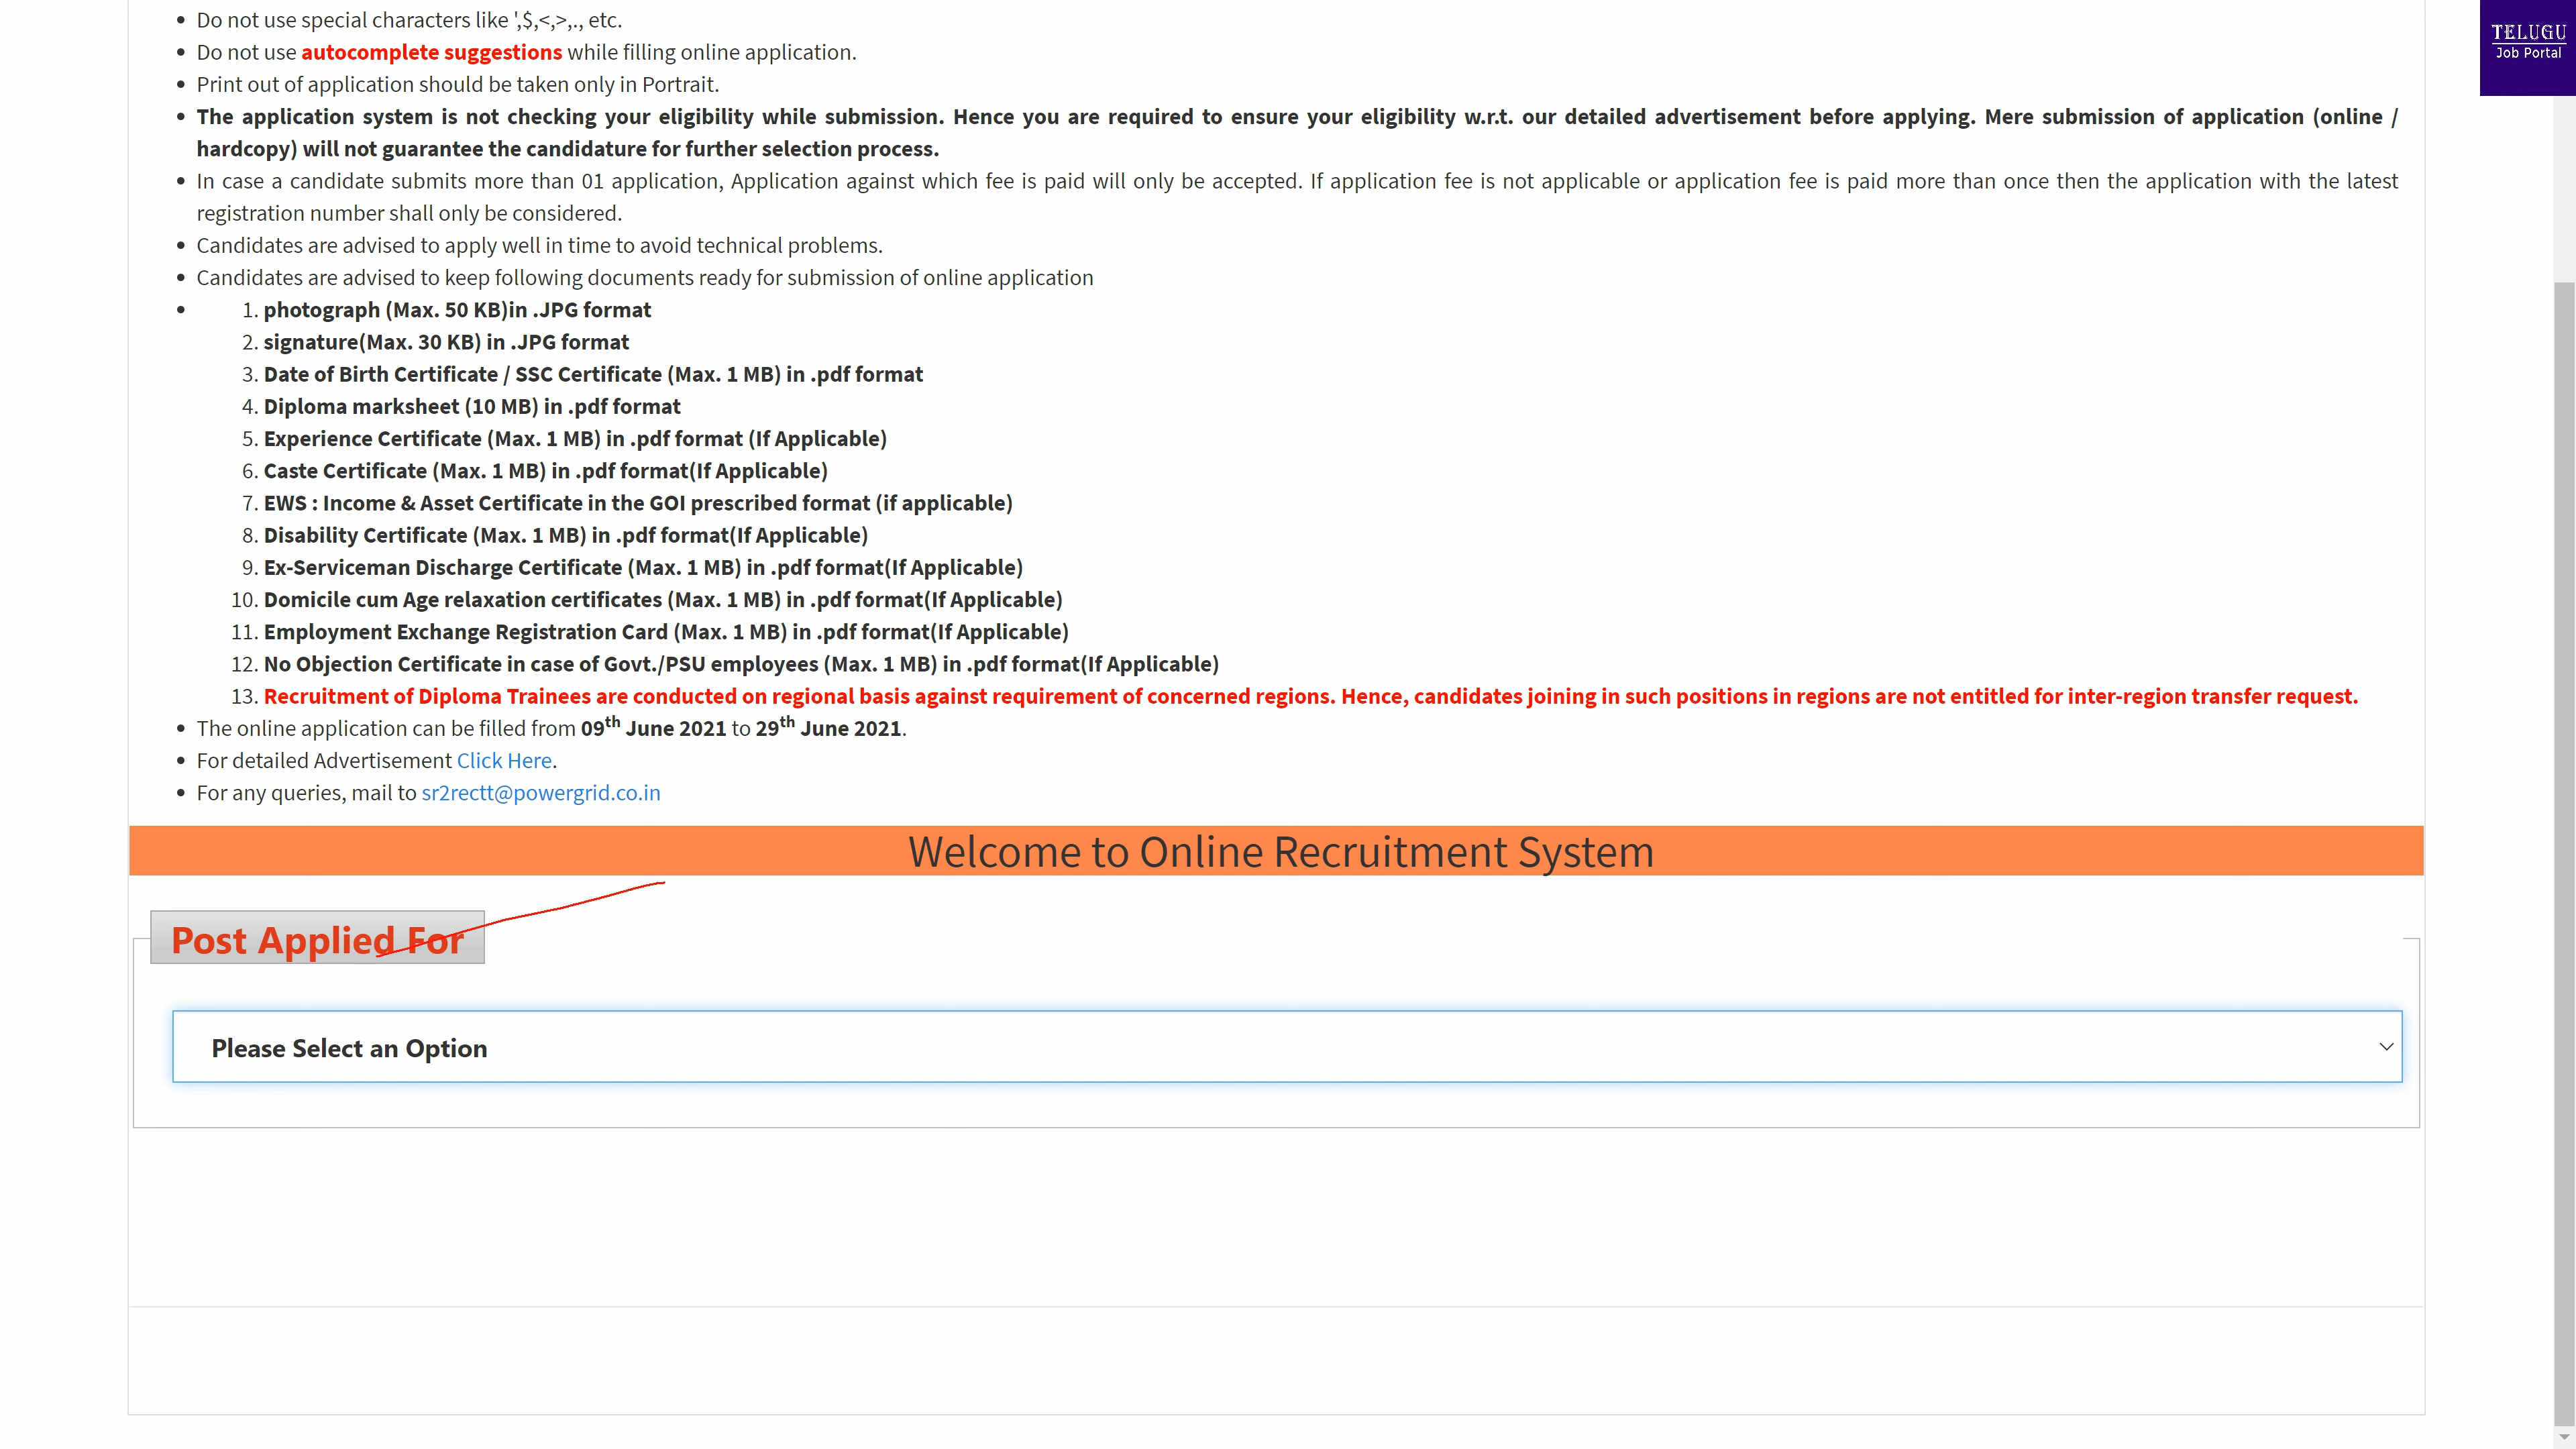 Do not use special characters like ',$,<,>,., etc.
Do not use autocomplete suggestions while filling online application.
Print out of application should be taken only in Portrait.
The application system is not checking your eligibility while submission. Hence you are required to ensure your eligibility w.r.t. our detailed advertisement before applying. Mere submission of application (online /
hardcopy) will not guarantee the candidature for further selection process.
In case a candidate submits more than 01 application, Application against which fee is paid will only be accepted. If application fee is not applicable or application fee is paid more than once then the application with the latest
registration number shall only be considered.
Candidates are advised to apply well in time to avoid technical problems.
Candidates are advised to keep following documents ready for submission of online application
1. photograph (Max. 50 KB)in .JPG format
2. signature(Max. 30 KB) in .JPG format
3. Date of Birth Certificate / SSC Certificate (Max. 1 MB) in .pdf format
4. Diploma marksheet (10 MB) in .pdf format
5. Experience Certificate (Max. 1 MB) in .pdf format (If Applicable)
6. Caste Certificate (Max. 1 MB) in .pdf format(If Applicable)
7. EWS : Income & Asset Certificate in the GOI prescribed format (if applicable)
8. Disability Certificate (Max. 1 MB) in .pdf format(If Applicable)
9. Ex-Serviceman Discharge Certificate (Max. 1 MB) in .pdf format(If Applicable)
10. Domicile cum Age relaxation certificates (Max. 1 MB) in .pdf format(If Applicable)
11. Employment Exchange Registration Card (Max. 1 MB) in .pdf format(If Applicable)
12. No Objection Certificate in case of Govt./PSU employees (Max. 1 MB) in .pdf format(If Applicable)
13. Recruitment of Diploma Trainees are conducted on regional basis against requirement of concerned regions. Hence, candidates joining in such positions in regions are not entitled for inter-region transfer request.
The online application can be filled from 09th June 2021 to 29th June 2021.
For detailed Advertisement Click Here.
For any queries, mail to sr2rectt@powergrid.co.in
Welcome to Online Recruitment System
Post Applied For
Please Select an Option
TELUGU
Job Portal